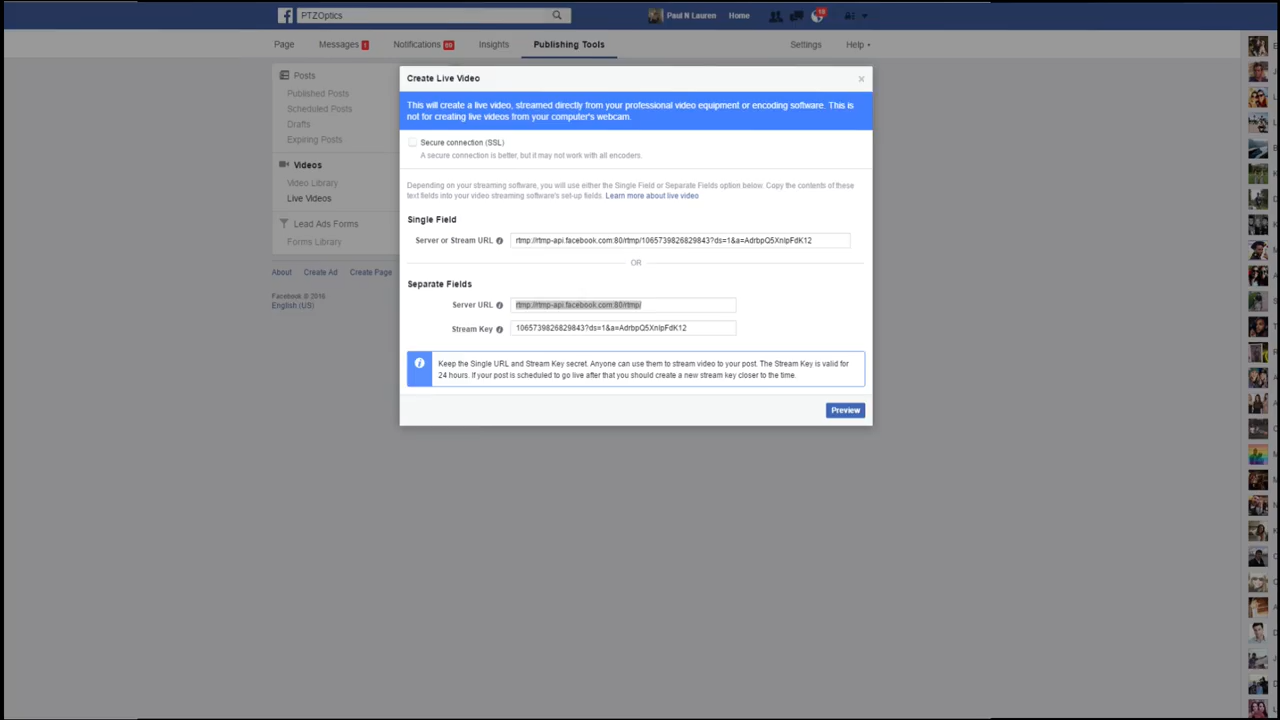 PTZOptics
Paul N Lauren
Home
Page
Messages
Notifications
Insights
Publishing Tools
Settings
Help
Posts
Published Posts
Scheduled Posts
Drafts
Expiring Posts
Videos
Video Library
Live Videos
Lead Ads Forms
Forms Library
About Create Ad Create Page
Facebook © 2016
English (US)
Create Live Video
This will create a live video, streamed directly from your professional video equipment or encoding software. This is
not for creating live videos from your computer's webcam.
Secure connection (SSL)
A secure connection is better, but it may not work with all encoders.
Depending on your streaming software, you will use either the Single Field or Separate Fields option below. Copy the contents of these
text fields into your video streaming software's set-up fields. Learn more about live video
Single Field
Server or Stream URL rtmp://rtmp-api.facebook.com:80/rtmp/1065739826829843?ds=1&a=AdrbpQ5XnlpFdK12
OR
Separate Fields
Server URL rtmp://rtmp-api.facebook.com:80/rtmp/
Stream Key 1065739826829843?ds=1&a=AdrbpQ5XnlpFdK12
Keep the Single URL and Stream Key secret. Anyone can use them to stream video to your post. The Stream Key is valid for
24 hours. If your post is scheduled to go live after that you should create a new stream key closer to the time.
Preview